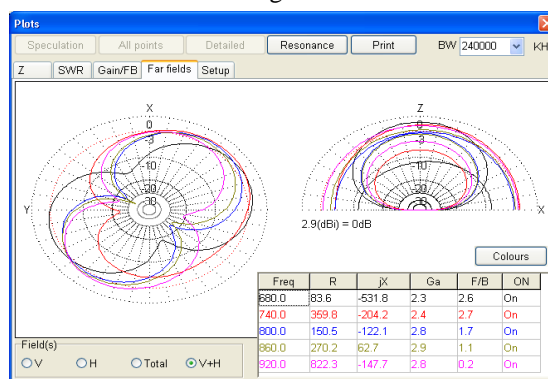 Plots
Speculation All points Detailed Resonance Print BW 240000 KH
Z SWR Gain/FB Far fields Setup
X
0
-3
-10
-20
-30
Y
Z
0
-3
-10
-20
-30
X
2.9(dBi) = 0dB
Colours
Freq R jX Ga F/B ON
680.0 83.6 -531.8 2.3 2.6 On
740.0 359.8 -204.2 2.4 2.7 On
800.0 150.5 -122.1 2.8 1.7 On
860.0 270.2 62.7 2.9 1.1 On
920.0 822.3 -147.7 2.8 0.2 On
Field(s)
V H Total V+H